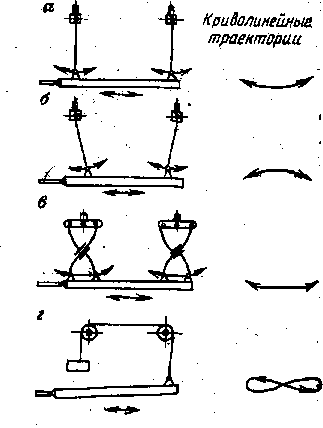 а
Криволинейные
траектории
б
в
г